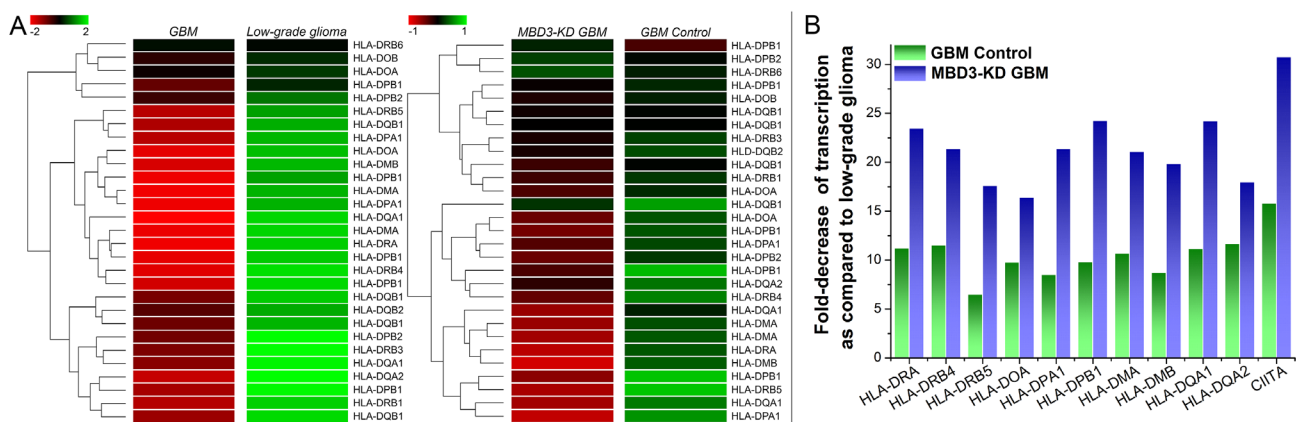 A
-2 2
GBM
Low-grade glioma
HLA-DRB6
HLA-DOB
HLA-DOA
HLA-DPB1
HLA-DPB2
HLA-DRB5
HLA-DQB1
HLA-DPA1
HLA-DOA
HLA-DMB
HLA-DPB1
HLA-DMA
HLA-DPA1
HLA-DQA1
HLA-DMA
HLA-DRA
HLA-DPB1
HLA-DRB4
HLA-DPB1
HLA-DQB1
HLA-DQB2
HLA-DQB1
HLA-DPB2
HLA-DRB3
HLA-DQA1
HLA-DQA2
HLA-DPB1
HLA-DRB1
HLA-DQB1
-1 1
MBD3-KD GBM
GBM Control
HLA-DPB1
HLA-DPB2
HLA-DRB6
HLA-DPB1
HLA-DOB
HLA-DQB1
HLA-DQB1
HLA-DRB3
HLD-DQB2
HLA-DQB1
HLA-DRB1
HLA-DOA
HLA-DQB1
HLA-DOA
HLA-DPB1
HLA-DPA1
HLA-DPB2
HLA-DPB1
HLA-DQA2
HLA-DRB4
HLA-DQA1
HLA-DMA
HLA-DMA
HLA-DRA
HLA-DMB
HLA-DPB1
HLA-DRB5
HLA-DQA1
HLA-DPA1
B
Fold-decrease of transcription
as compared to low-grade glioma
30
25
20
15
10
5
0
GBM Control
MBD3-KD GBM
HLA-DRA
HLA-DRB4
HLA-DRB5
HLA-DOA
HLA-DPA1
HLA-DPB1
HLA-DMA
HLA-DMB
HLA-DQA1
HLA-DQA2
CIITA